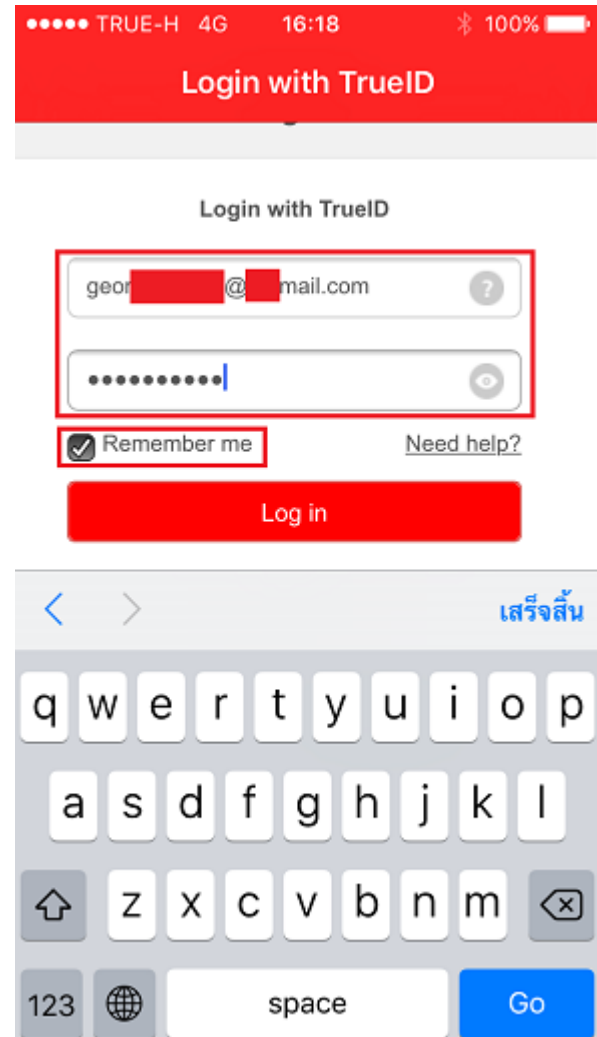 TRUE-H 4G 16:18 100%
Login with TrueID
Login with TrueID
geor @ mail.com
?
••••••••••
Remember me Need help?
Log in
< > เสร็จสิ้น
q w e r t y u i o p
a s d f g h j k l
z x c v b n m
123 space Go